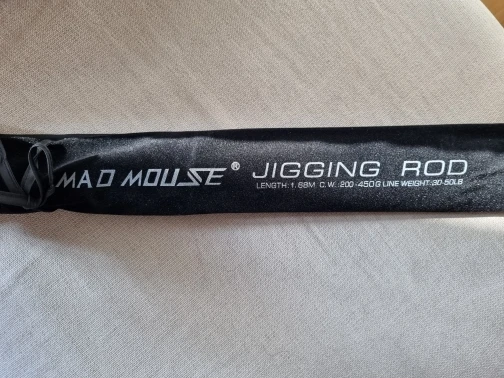 MAD MOUSE® JIGGING ROD
LENGTH:1.68M C.W.:200-450G LINE WEIGHT:30-50LB